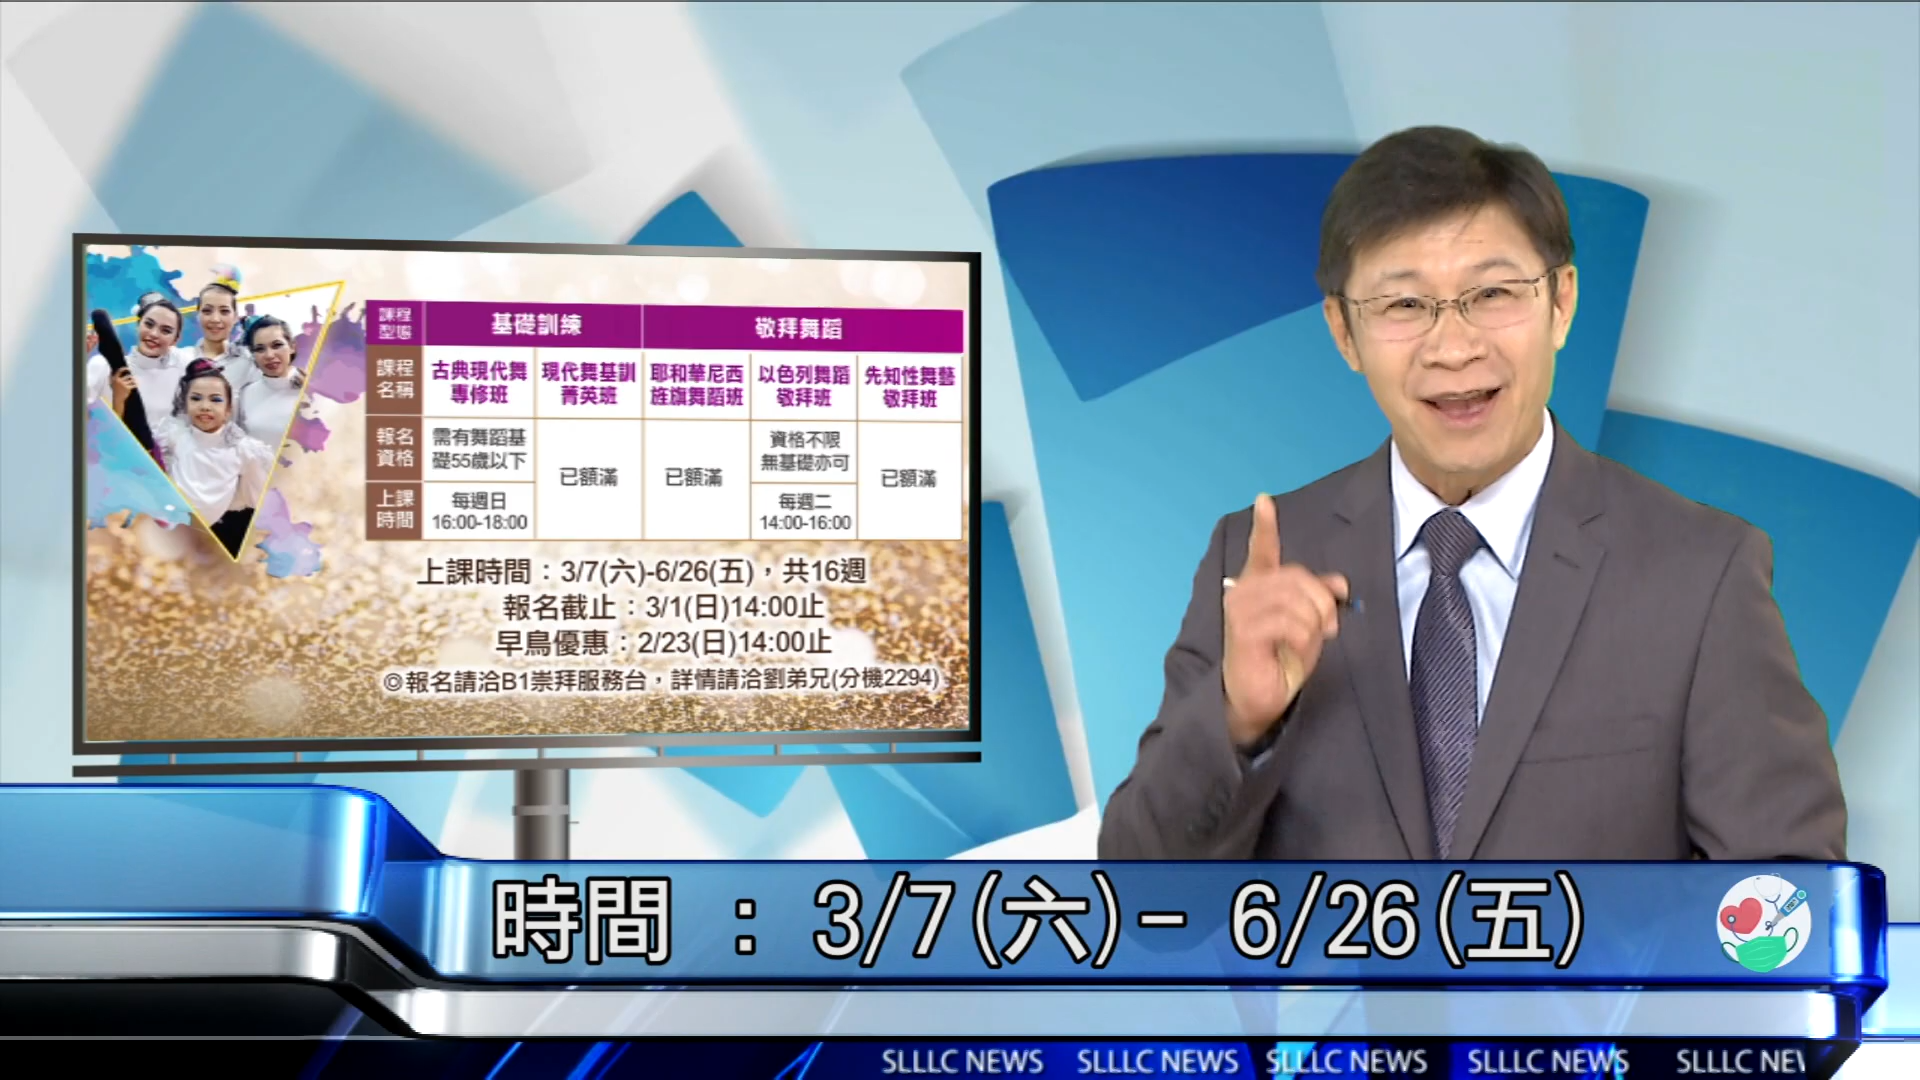 課程型態 基礎訓練 敬拜舞蹈
課程名稱 古典現代舞專修班 現代舞基訓菁英班 耶和華尼西旌旗舞蹈班 以色列舞蹈敬拜班 先知性舞藝敬拜班
報名資格 需有舞蹈基礎55歲以下 已額滿 已額滿 資格不限無基礎亦可 已額滿
上課時間 每週日16:00-18:00 每週二14:00-16:00
上課時間：3/7(六)-6/26(五)，共16週
報名截止：3/1(日)14:00止
早鳥優惠：2/23(日)14:00止
◎報名請洽B1崇拜服務台，詳情請洽劉弟兄(分機2294)
時間 : 3/7(六)- 6/26(五)
SLLLC NEWS SLLLC NEWS SLLLC NEWS SLLLC NEWS SLLLC NEW